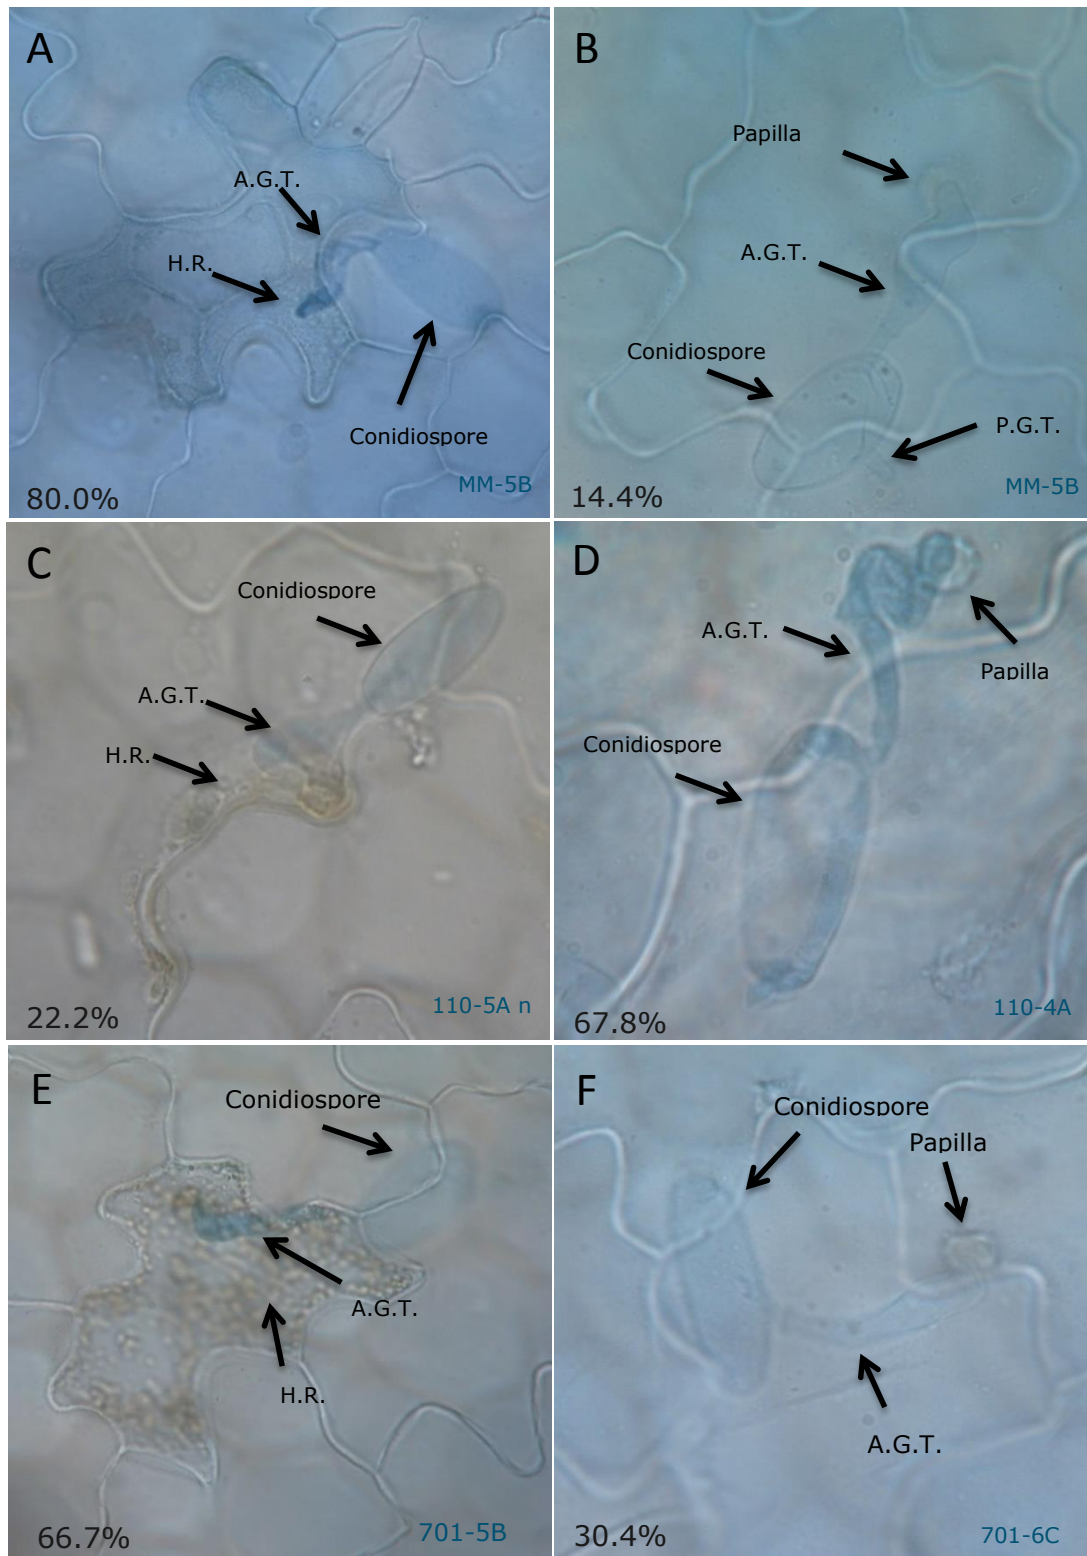 A
A.G.T.
H.R.
Conidiospore
80.0%
MM-5B
B
Papilla
A.G.T.
Conidiospore
P.G.T.
14.4%
MM-5B
C
Conidiospore
A.G.T.
H.R.
22.2%
110-5A n
D
A.G.T.
Papilla
Conidiospore
67.8%
110-4A
E
Conidiospore
A.G.T.
H.R.
66.7%
701-5B
F
Conidiospore
Papilla
A.G.T.
30.4%
701-6C